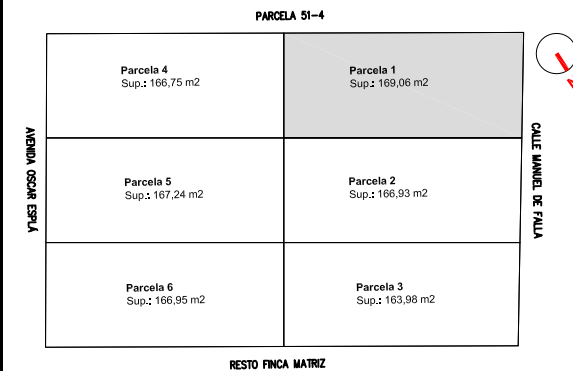 PARCELA 51-4
Parcela 4
Sup.: 166,75 m2
Parcela 1
Sup.: 169,06 m2
AVENIDA OSCAR ESPLÁ
CALLE MANUEL DE FALLA
Parcela 5
Sup.: 167,24 m2
Parcela 2
Sup.: 166,93 m2
Parcela 6
Sup.: 166,95 m2
Parcela 3
Sup.: 163,98 m2
RESTO FINCA MATRIZ